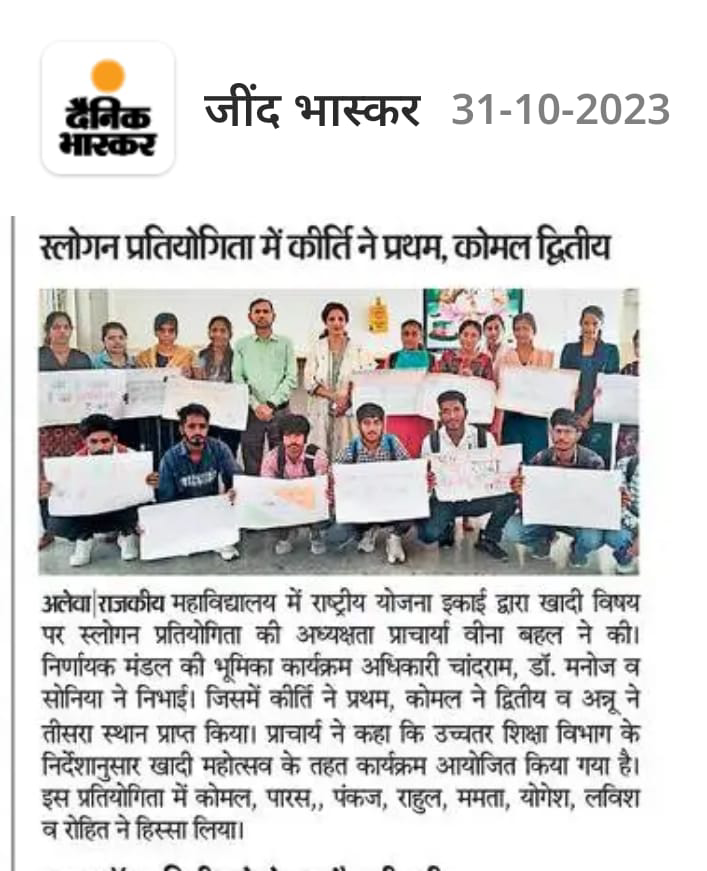 दैनिक
भास्कर
जींद भास्कर 31-10-2023
स्लोगन प्रतियोगिता में कीर्ति ने प्रथम, कोमल द्वितीय
अलेवा|राजकीय महाविद्यालय में राष्ट्रीय योजना इकाई द्वारा खादी विषय
पर स्लोगन प्रतियोगिता की अध्यक्षता प्राचार्या वीना बहल ने की।
निर्णायक मंडल की भूमिका कार्यक्रम अधिकारी चांदराम, डॉ. मनोज व
सोनिया ने निभाई। जिसमें कीर्ति ने प्रथम, कोमल ने द्वितीय व अन्नू ने
तीसरा स्थान प्राप्त किया। प्राचार्य ने कहा कि उच्चतर शिक्षा विभाग के
निर्देशानुसार खादी महोत्सव के तहत कार्यक्रम आयोजित किया गया है।
इस प्रतियोगिता में कोमल, पारस,, पंकज, राहुल, ममता, योगेश, लविश
व रोहित ने हिस्सा लिया।